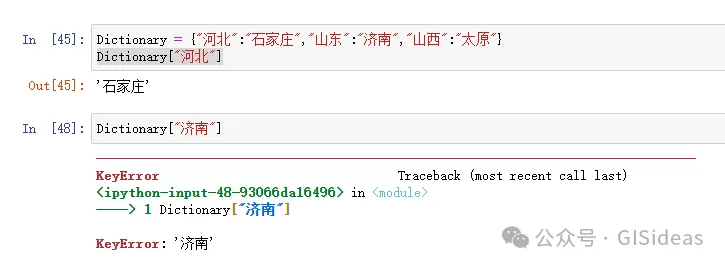 In [45]: Dictionary = {"河北":"石家庄","山东":"济南","山西":"太原"}
Dictionary["河北"]
Out[45]: '石家庄'
In [48]: Dictionary["济南"]
KeyError Traceback (most recent call last)
<ipython-input-48-93066da16496> in <module>
----> 1 Dictionary["济南"]
KeyError: '济南'
公众号·GISideas